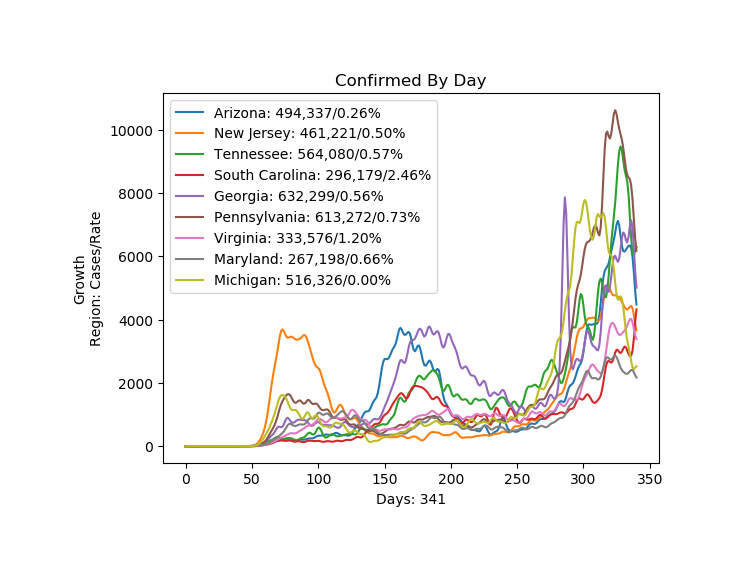 Confirmed By Day
Arizona: 494,337/0.26%
New Jersey: 461,221/0.50%
Tennessee: 564,080/0.57%
South Carolina: 296,179/2.46%
Georgia: 632,299/0.56%
Pennsylvania: 613,272/0.73%
Virginia: 333,576/1.20%
Maryland: 267,198/0.66%
Michigan: 516,326/0.00%
Growth
Region: Cases/Rate
10000
8000
6000
4000
2000
0
0 50 100 150 200 250 300 350
Days: 341